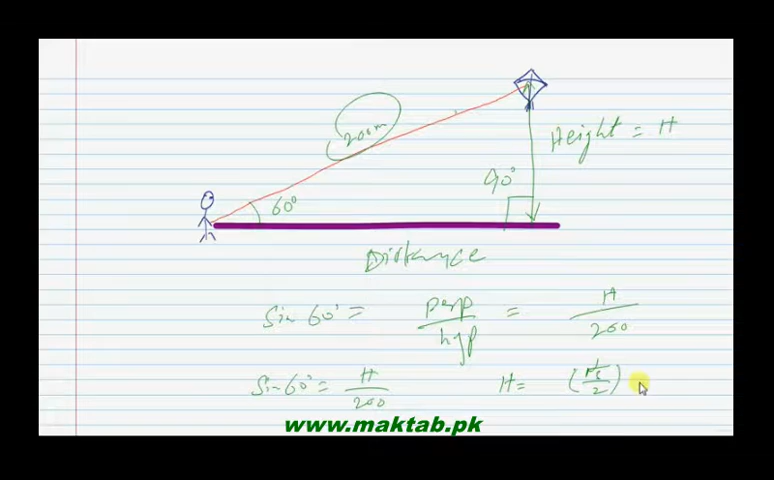 200m
Height = H
90°
60°
Distance
Sin 60° = perp/hyp = H/200
Sin 60° = H/200 H = (√3/2)
www.maktab.pk